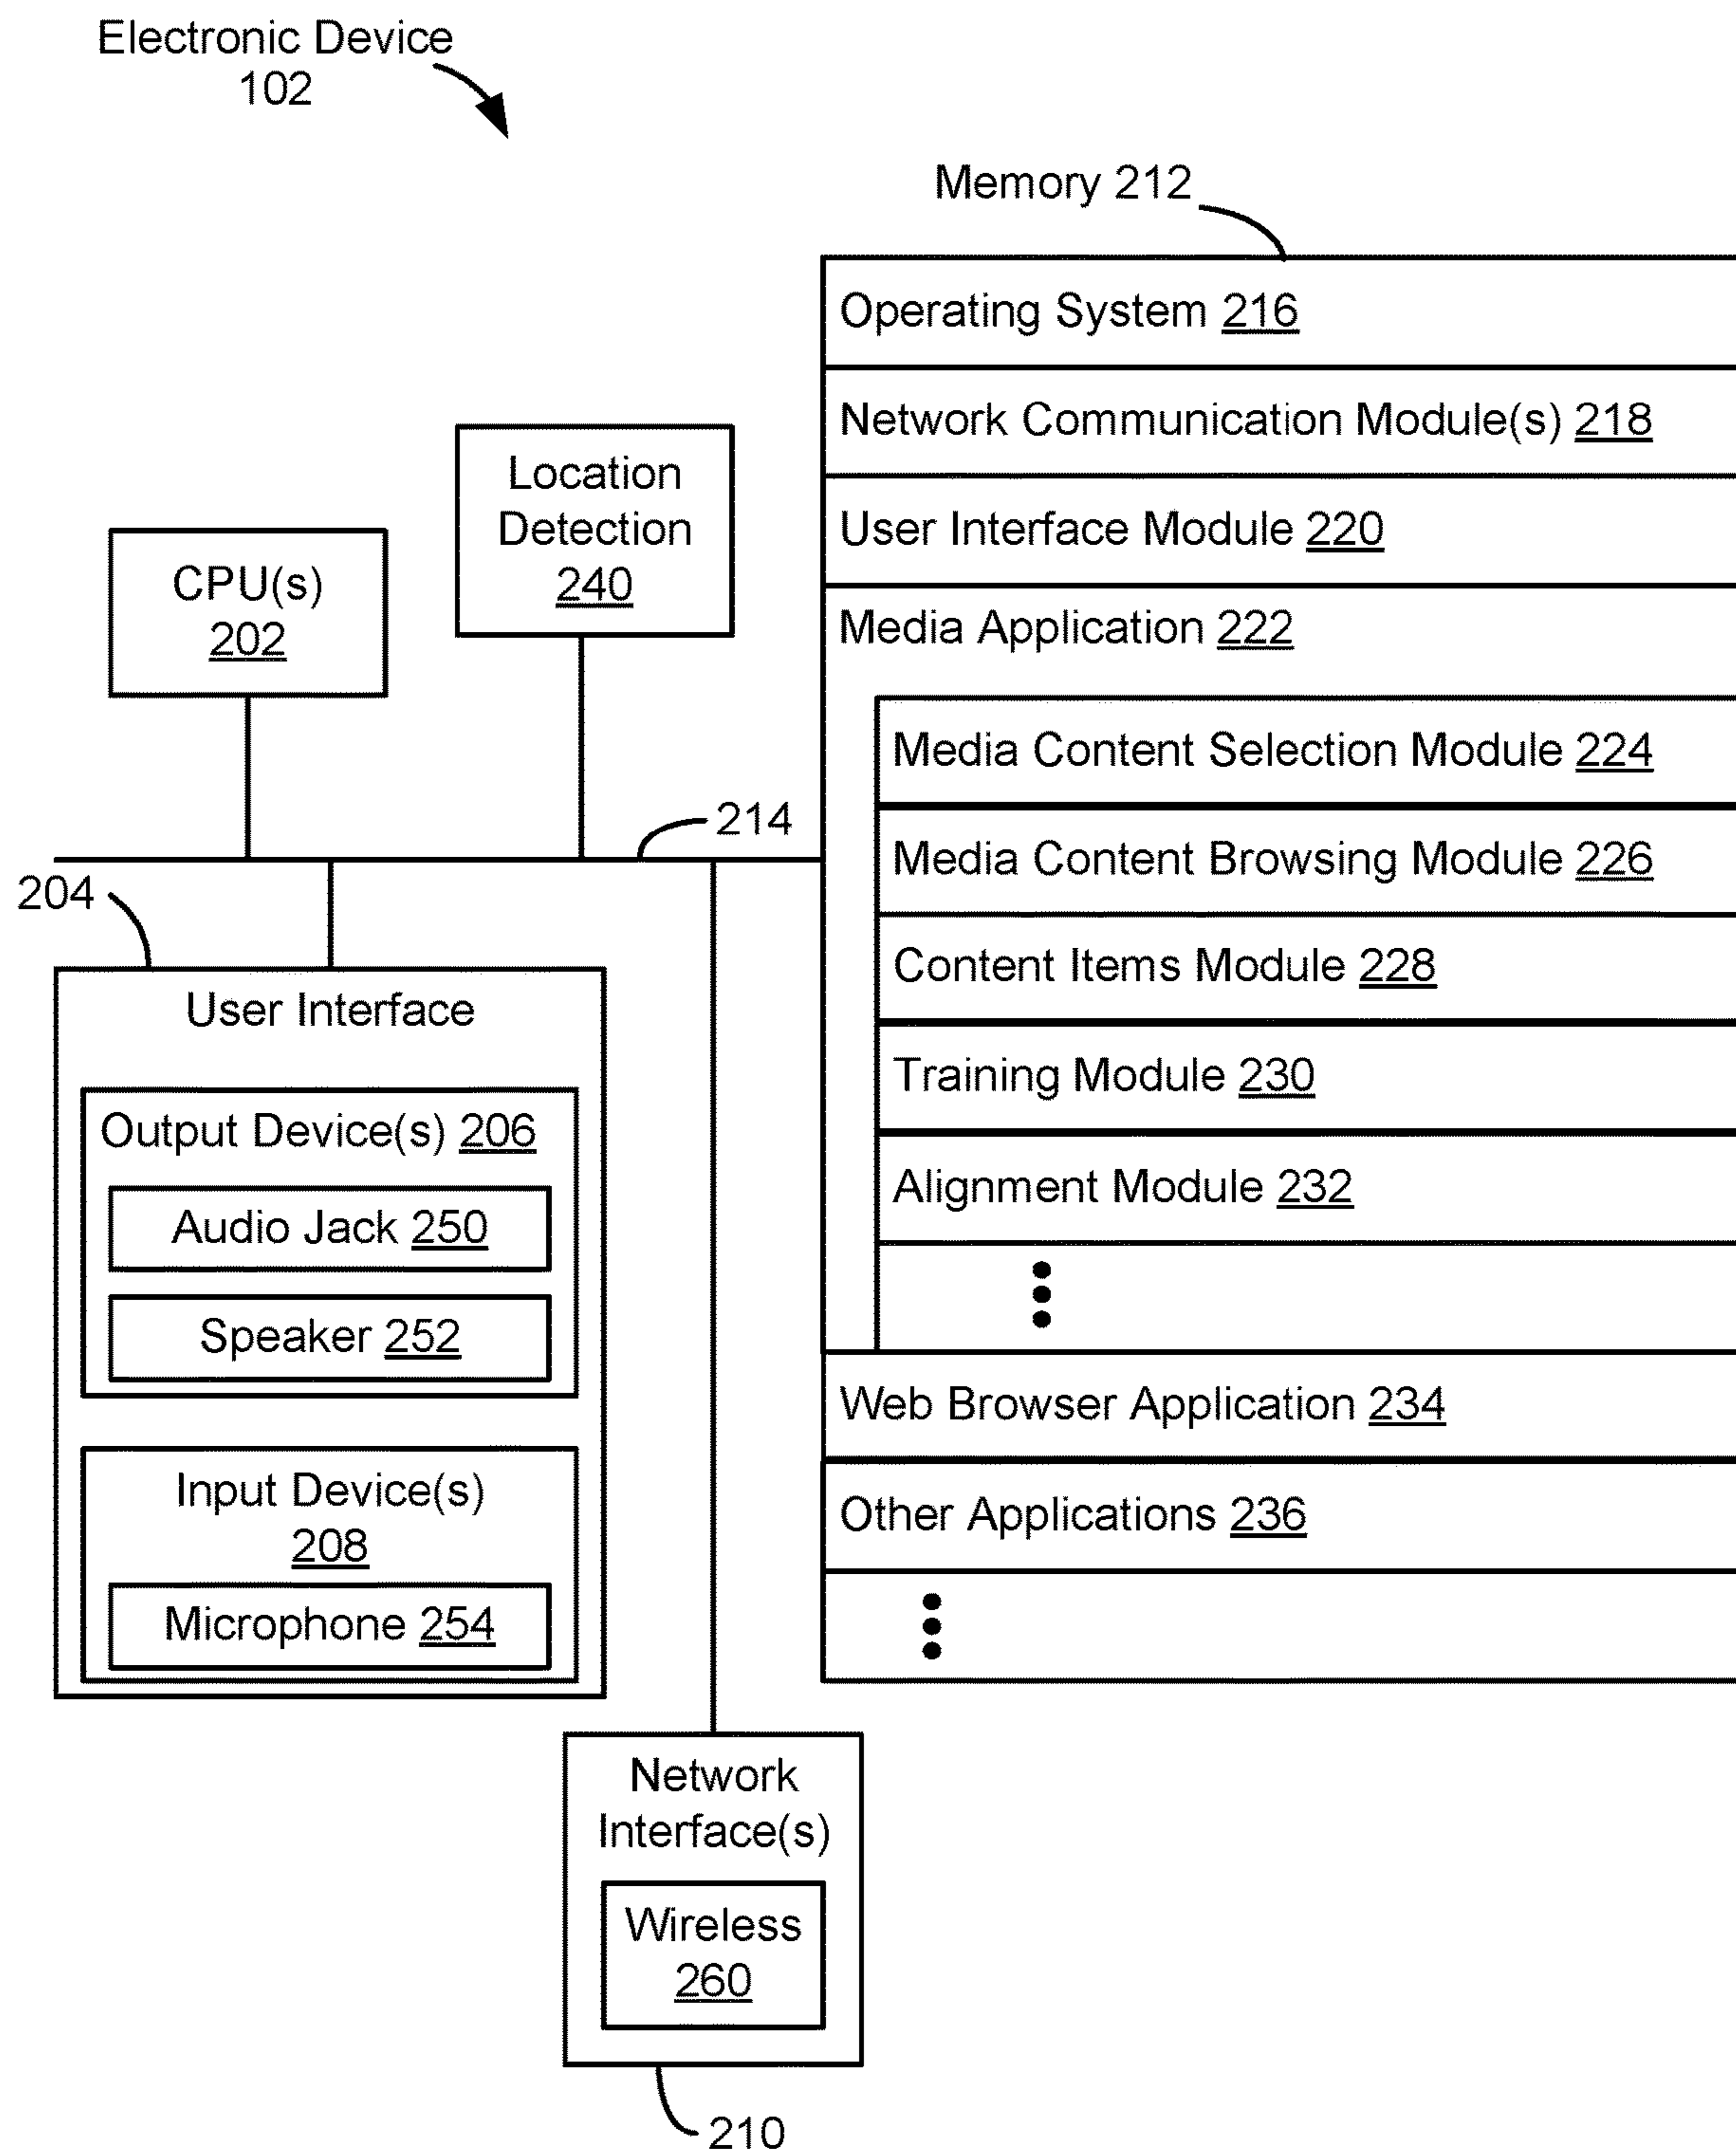 Electronic Device
102
Memory 212
Operating System 216
Network Communication Module(s) 218
User Interface Module 220
Media Application 222
Media Content Selection Module 224
Media Content Browsing Module 226
Content Items Module 228
Training Module 230
Alignment Module 232
Web Browser Application 234
Other Applications 236
Location
Detection
240
CPU(s)
202
214
204
User Interface
Output Device(s) 206
Audio Jack 250
Speaker 252
Input Device(s)
208
Microphone 254
Network
Interface(s)
Wireless
260
210